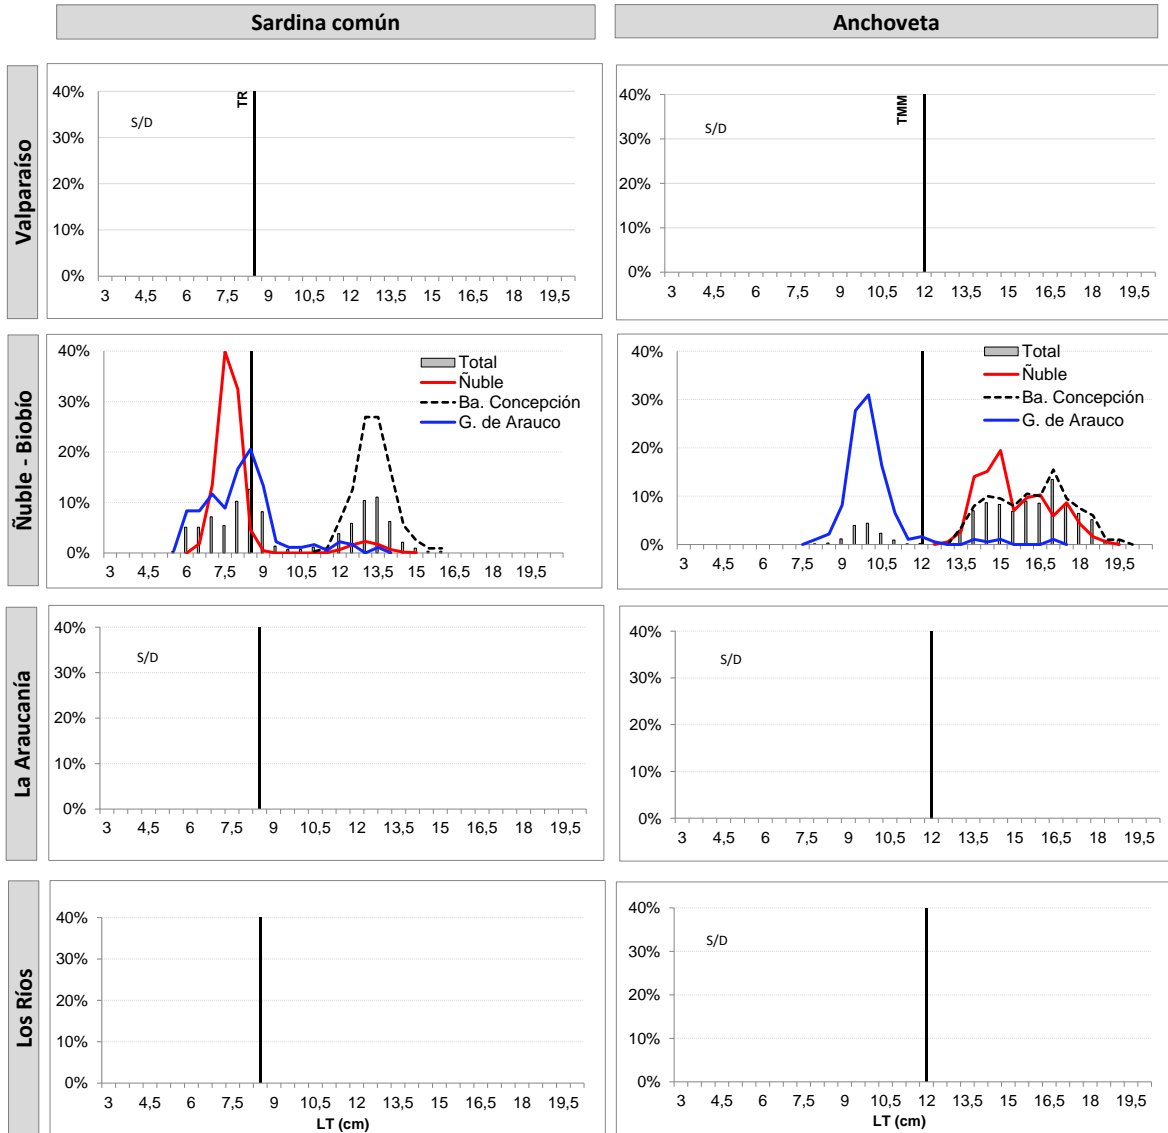 Sardina común
Anchoveta
Valparaíso
40%
30%
20%
10%
0%
S/D
TR
3 4,5 6 7,5 9 10,5 12 13,5 15 16,5 18 19,5
40%
30%
20%
10%
0%
S/D
TMM
3 4,5 6 7,5 9 10,5 12 13,5 15 16,5 18 19,5
Ñuble - Biobío
40%
30%
20%
10%
0%
Total
Ñuble
Ba. Concepción
G. de Arauco
3 4,5 6 7,5 9 10,5 12 13,5 15 16,5 18 19,5
40%
30%
20%
10%
0%
Total
Ñuble
Ba. Concepción
G. de Arauco
3 4,5 6 7,5 9 10,5 12 13,5 15 16,5 18 19,5
La Araucanía
40%
30%
20%
10%
0%
S/D
3 4,5 6 7,5 9 10,5 12 13,5 15 16,5 18 19,5
40%
30%
20%
10%
0%
S/D
3 4,5 6 7,5 9 10,5 12 13,5 15 16,5 18 19,5
Los Ríos
40%
30%
20%
10%
0%
3 4,5 6 7,5 9 10,5 12 13,5 15 16,5 18 19,5
LT (cm)
40%
30%
20%
10%
0%
S/D
3 4,5 6 7,5 9 10,5 12 13,5 15 16,5 18 19,5
LT (cm)